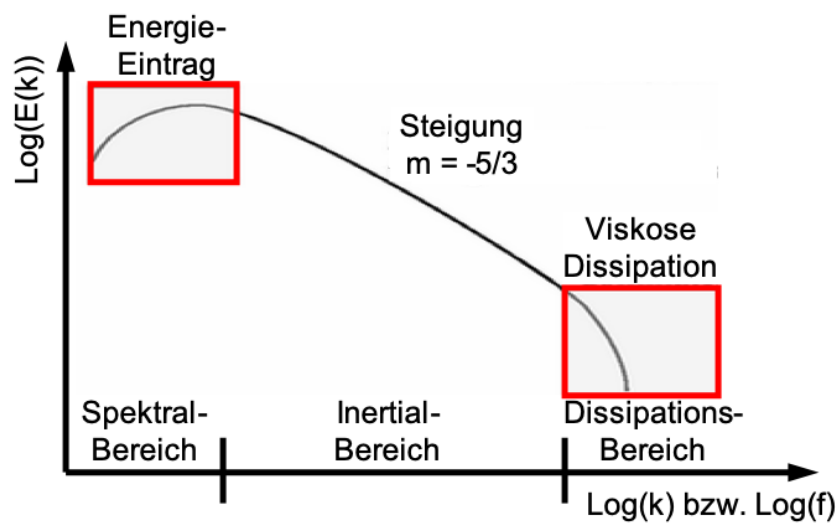 Energie-
Eintrag
Log(E(k))
Steigung
m = -5/3
Viskose
Dissipation
Spektral-
Bereich
Inertial-
Bereich
Dissipations-
Bereich
Log(k) bzw. Log(f)